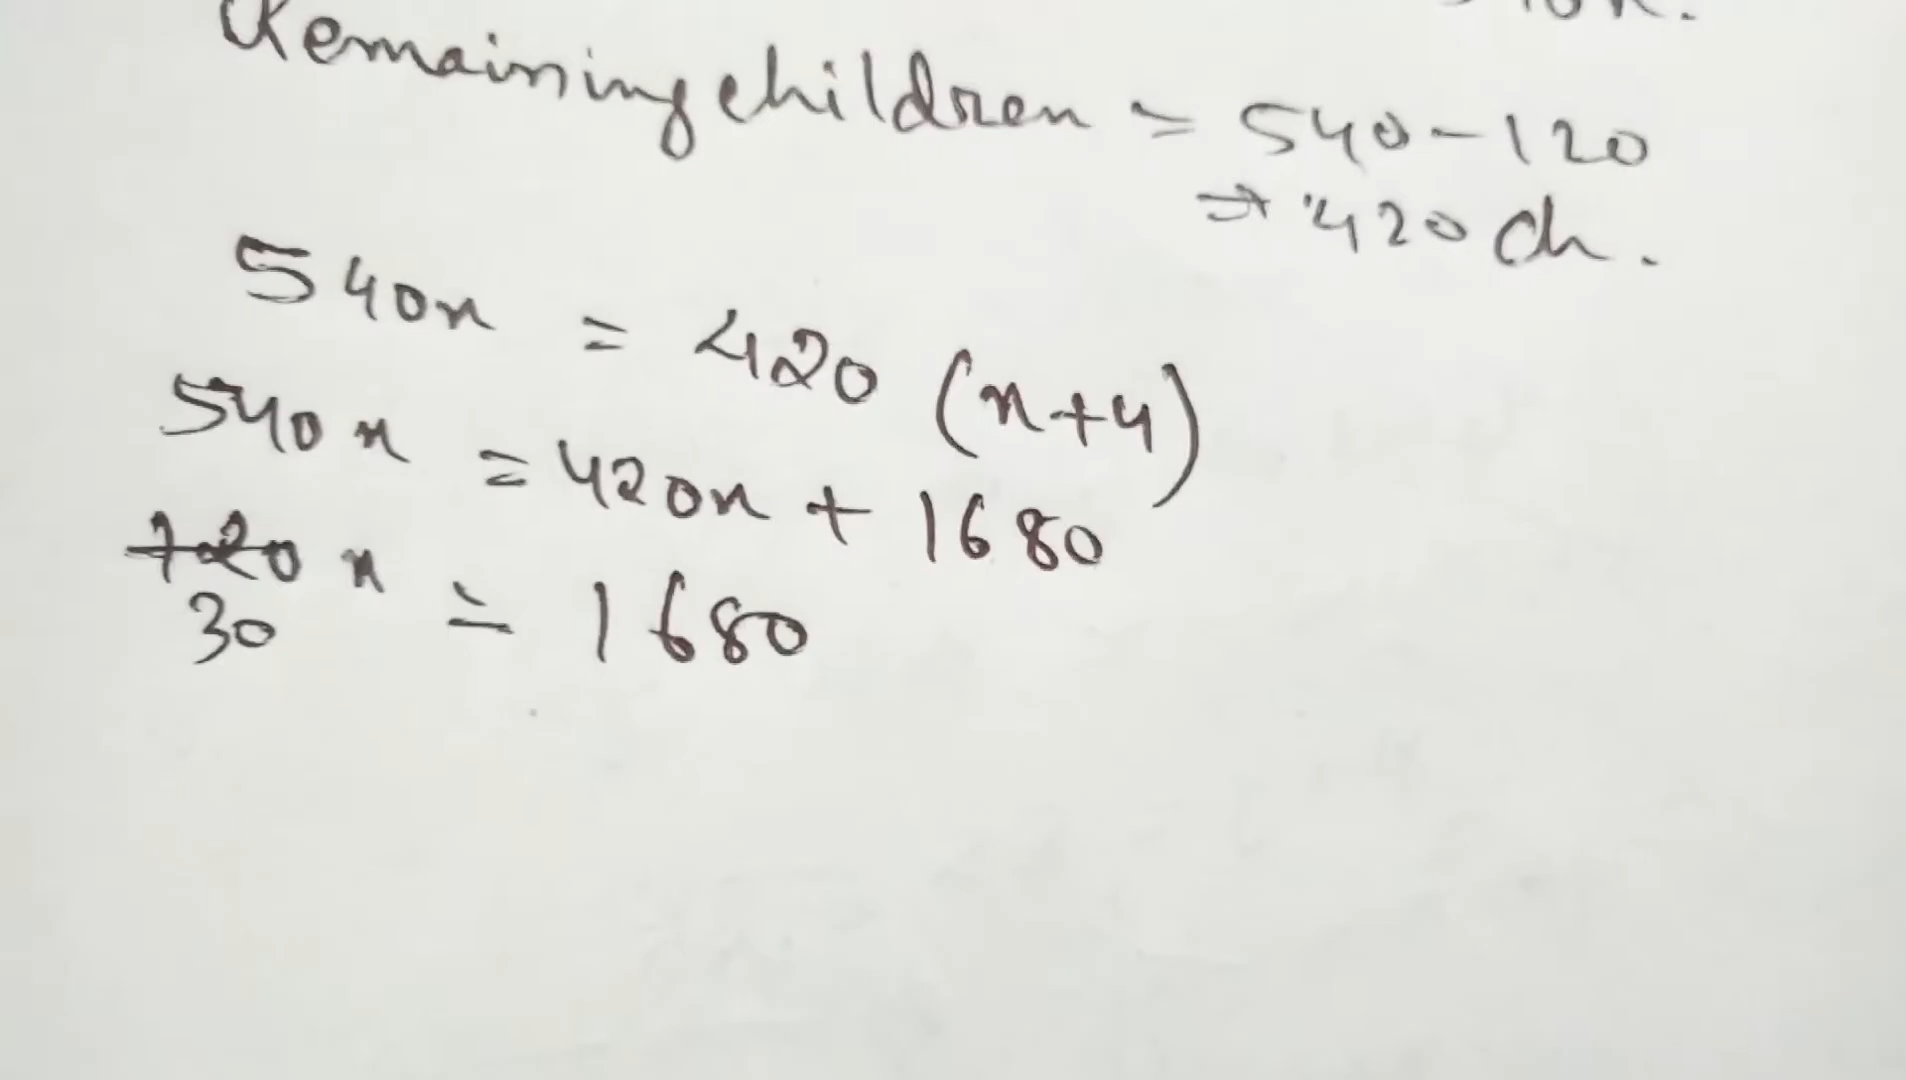 Remaining children = 540-120
⇒ 420 ch.
540x = 420 (x+4)
540x = 420x + 1680
120 x = 1680
30